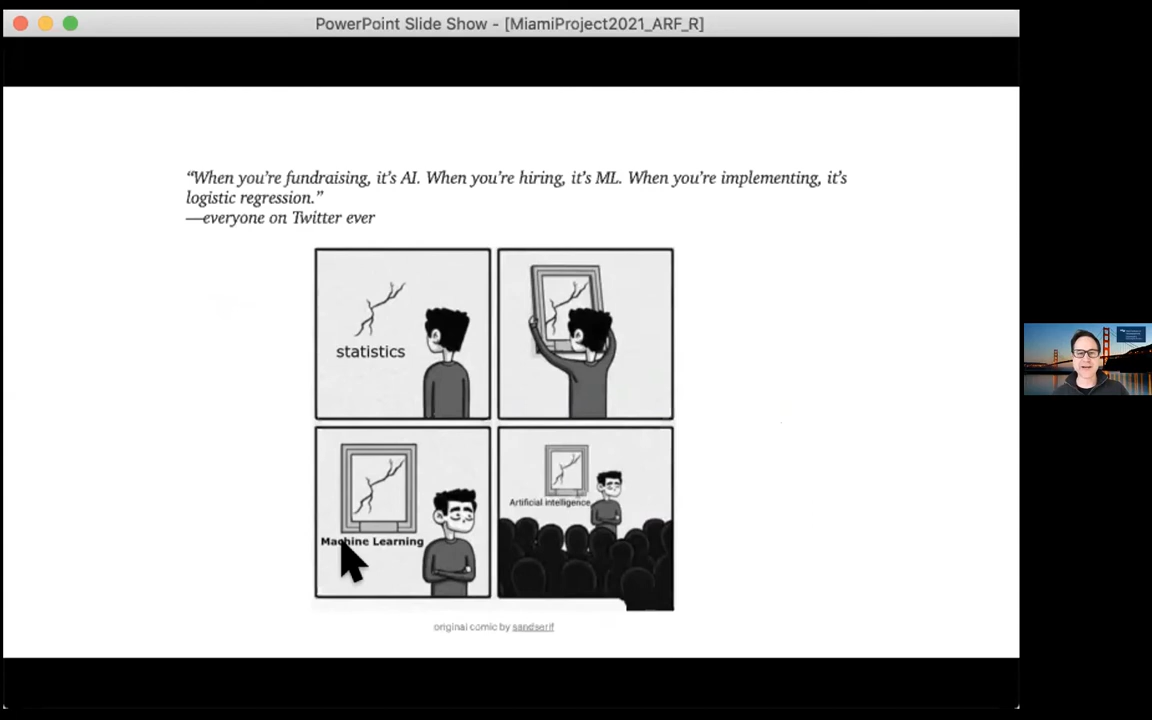 PowerPoint Slide Show - [MiamiProject2021_ARF_R]
“When you’re fundraising, it’s AI. When you’re hiring, it’s ML. When you’re implementing, it’s
logistic regression.”
—everyone on Twitter ever
statistics
Machine Learning
Artificial intelligence
original comic by sandserif